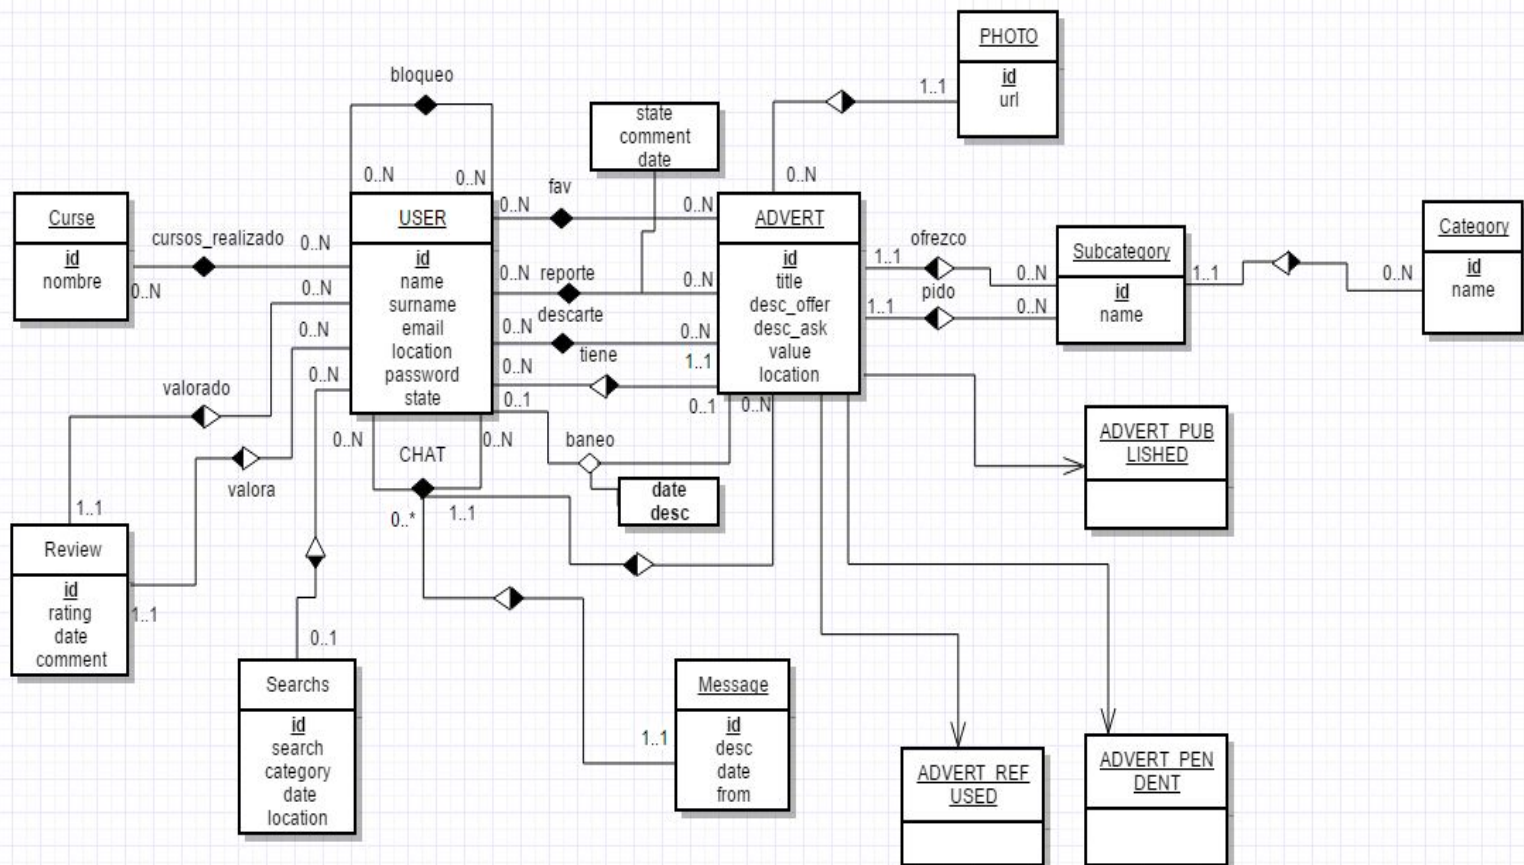 PHOTO
id
url
1..1
0..N
bloqueo
0..N
0..N
state
comment
date
Curse
id
nombre
cursos_realizado
0..N
0..N
USER
id
name
surname
email
location
password
state
fav
0..N
0..N
reporte
0..N
0..N
descarte
0..N
0..N
tiene
0..N
1..1
ADVERT
id
title
desc_offer
desc_ask
value
location
ofrezco
1..1
0..N
pido
1..1
0..N
Subcategory
id
name
1..1
0..N
Category
id
name
0..N
valorado
1..1
0..N
valora
1..1
0..N
0..1
Review
id
rating
date
comment
Searchs
id
search
category
date
location
0..N
0..N
CHAT
0..*
1..1
0..1
baneo
0..1
0..N
date
desc
1..1
Message
id
desc
date
from
ADVERT_PUB
LISHED
ADVERT_REF
USED
ADVERT_PEN
DENT